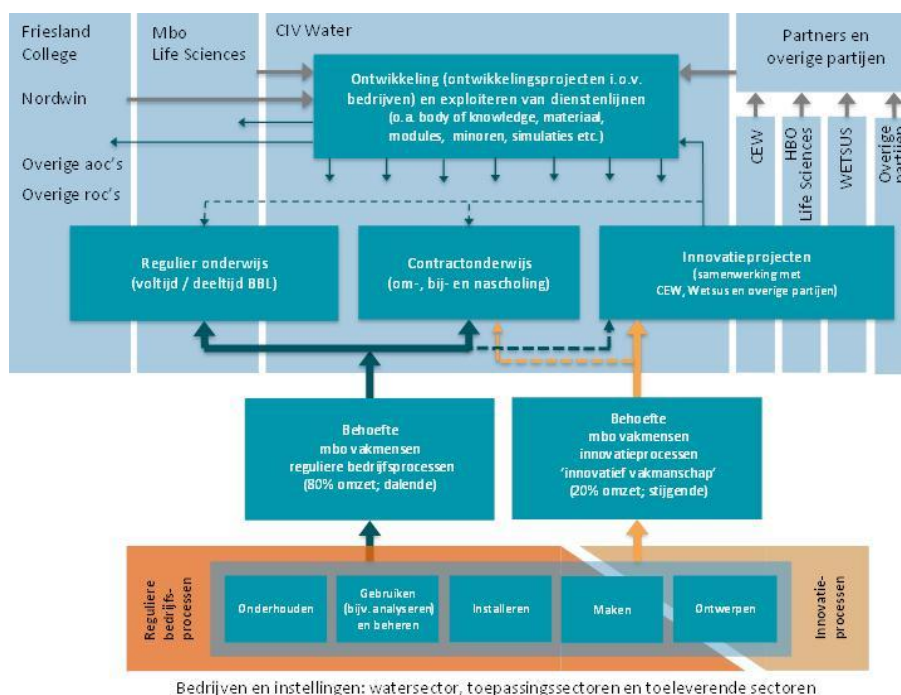 Friesland
College
Mbo
Life Sciences
CIV Water
Partners en
overige partijen
Nordwin
Overige aoc's
Overige roc's
Ontwikkeling (ontwikkelingsprojecten i.o.v.
bedrijven) en exploiteren van dienstenlijnen
(o.a. body of knowledge, materiaal,
modules, minoren, simulaties etc.)
CEW
HBO
Life Sciences
WETSUS
Overige
partijen
Regulier onderwijs
(voltijd / deeltijd BBL)
Contractonderwijs
(om-, bij- en nascholing)
Innovatieprojecten
(samenwerking met
CEW, Wetsus en overige partijen)
Behoefte
mbo vakmensen
reguliere bedrijfsprocessen
(80% omzet; dalende)
Behoefte
mbo vakmensen
innovatieprocessen
'innovatief vakmanschap'
(20% omzet; stijgende)
Reguliere
bedrijfs-
processen
Onderhouden
Gebruiken
(bijv. analyseren)
en beheren
Installeren
Maken
Ontwerpen
Innovatie-
processen
Bedrijven en instellingen: watersector, toepassingssectoren en toeleverende sectoren